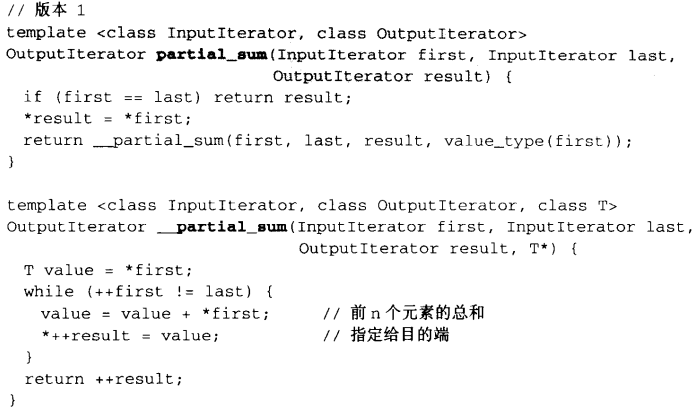 // 版本 1
template <class InputIterator, class OutputIterator>
OutputIterator partial_sum(InputIterator first, InputIterator last,
                           OutputIterator result) {
  if (first == last) return result;
  *result = *first;
  return __partial_sum(first, last, result, value_type(first));
}

template <class InputIterator, class OutputIterator, class T>
OutputIterator __partial_sum(InputIterator first, InputIterator last,
                             OutputIterator result, T*) {
  T value = *first;
  while (++first != last) {
    value = value + *first;     // 前 n 个元素的总和
    *++result = value;          // 指定给目的端
  }
  return ++result;
}